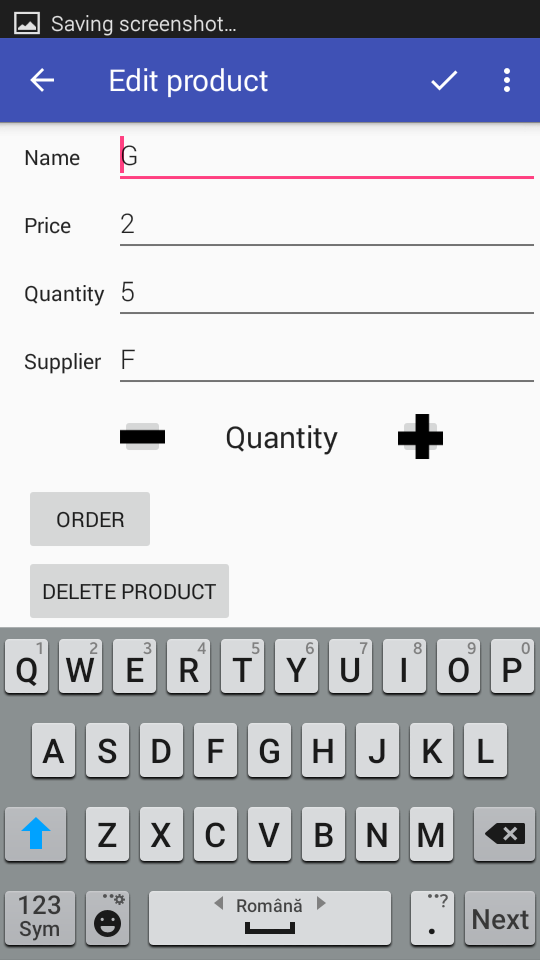 Saving screenshot...
Edit product
Name G
Price 2
Quantity 5
Supplier F
Quantity
ORDER
DELETE PRODUCT
1 2 3 4 5 6 7 8 9 0
Q W E R T Y U I O P
A S D F G H J K L
Z X C V B N M
123 Sym Română . ? Next